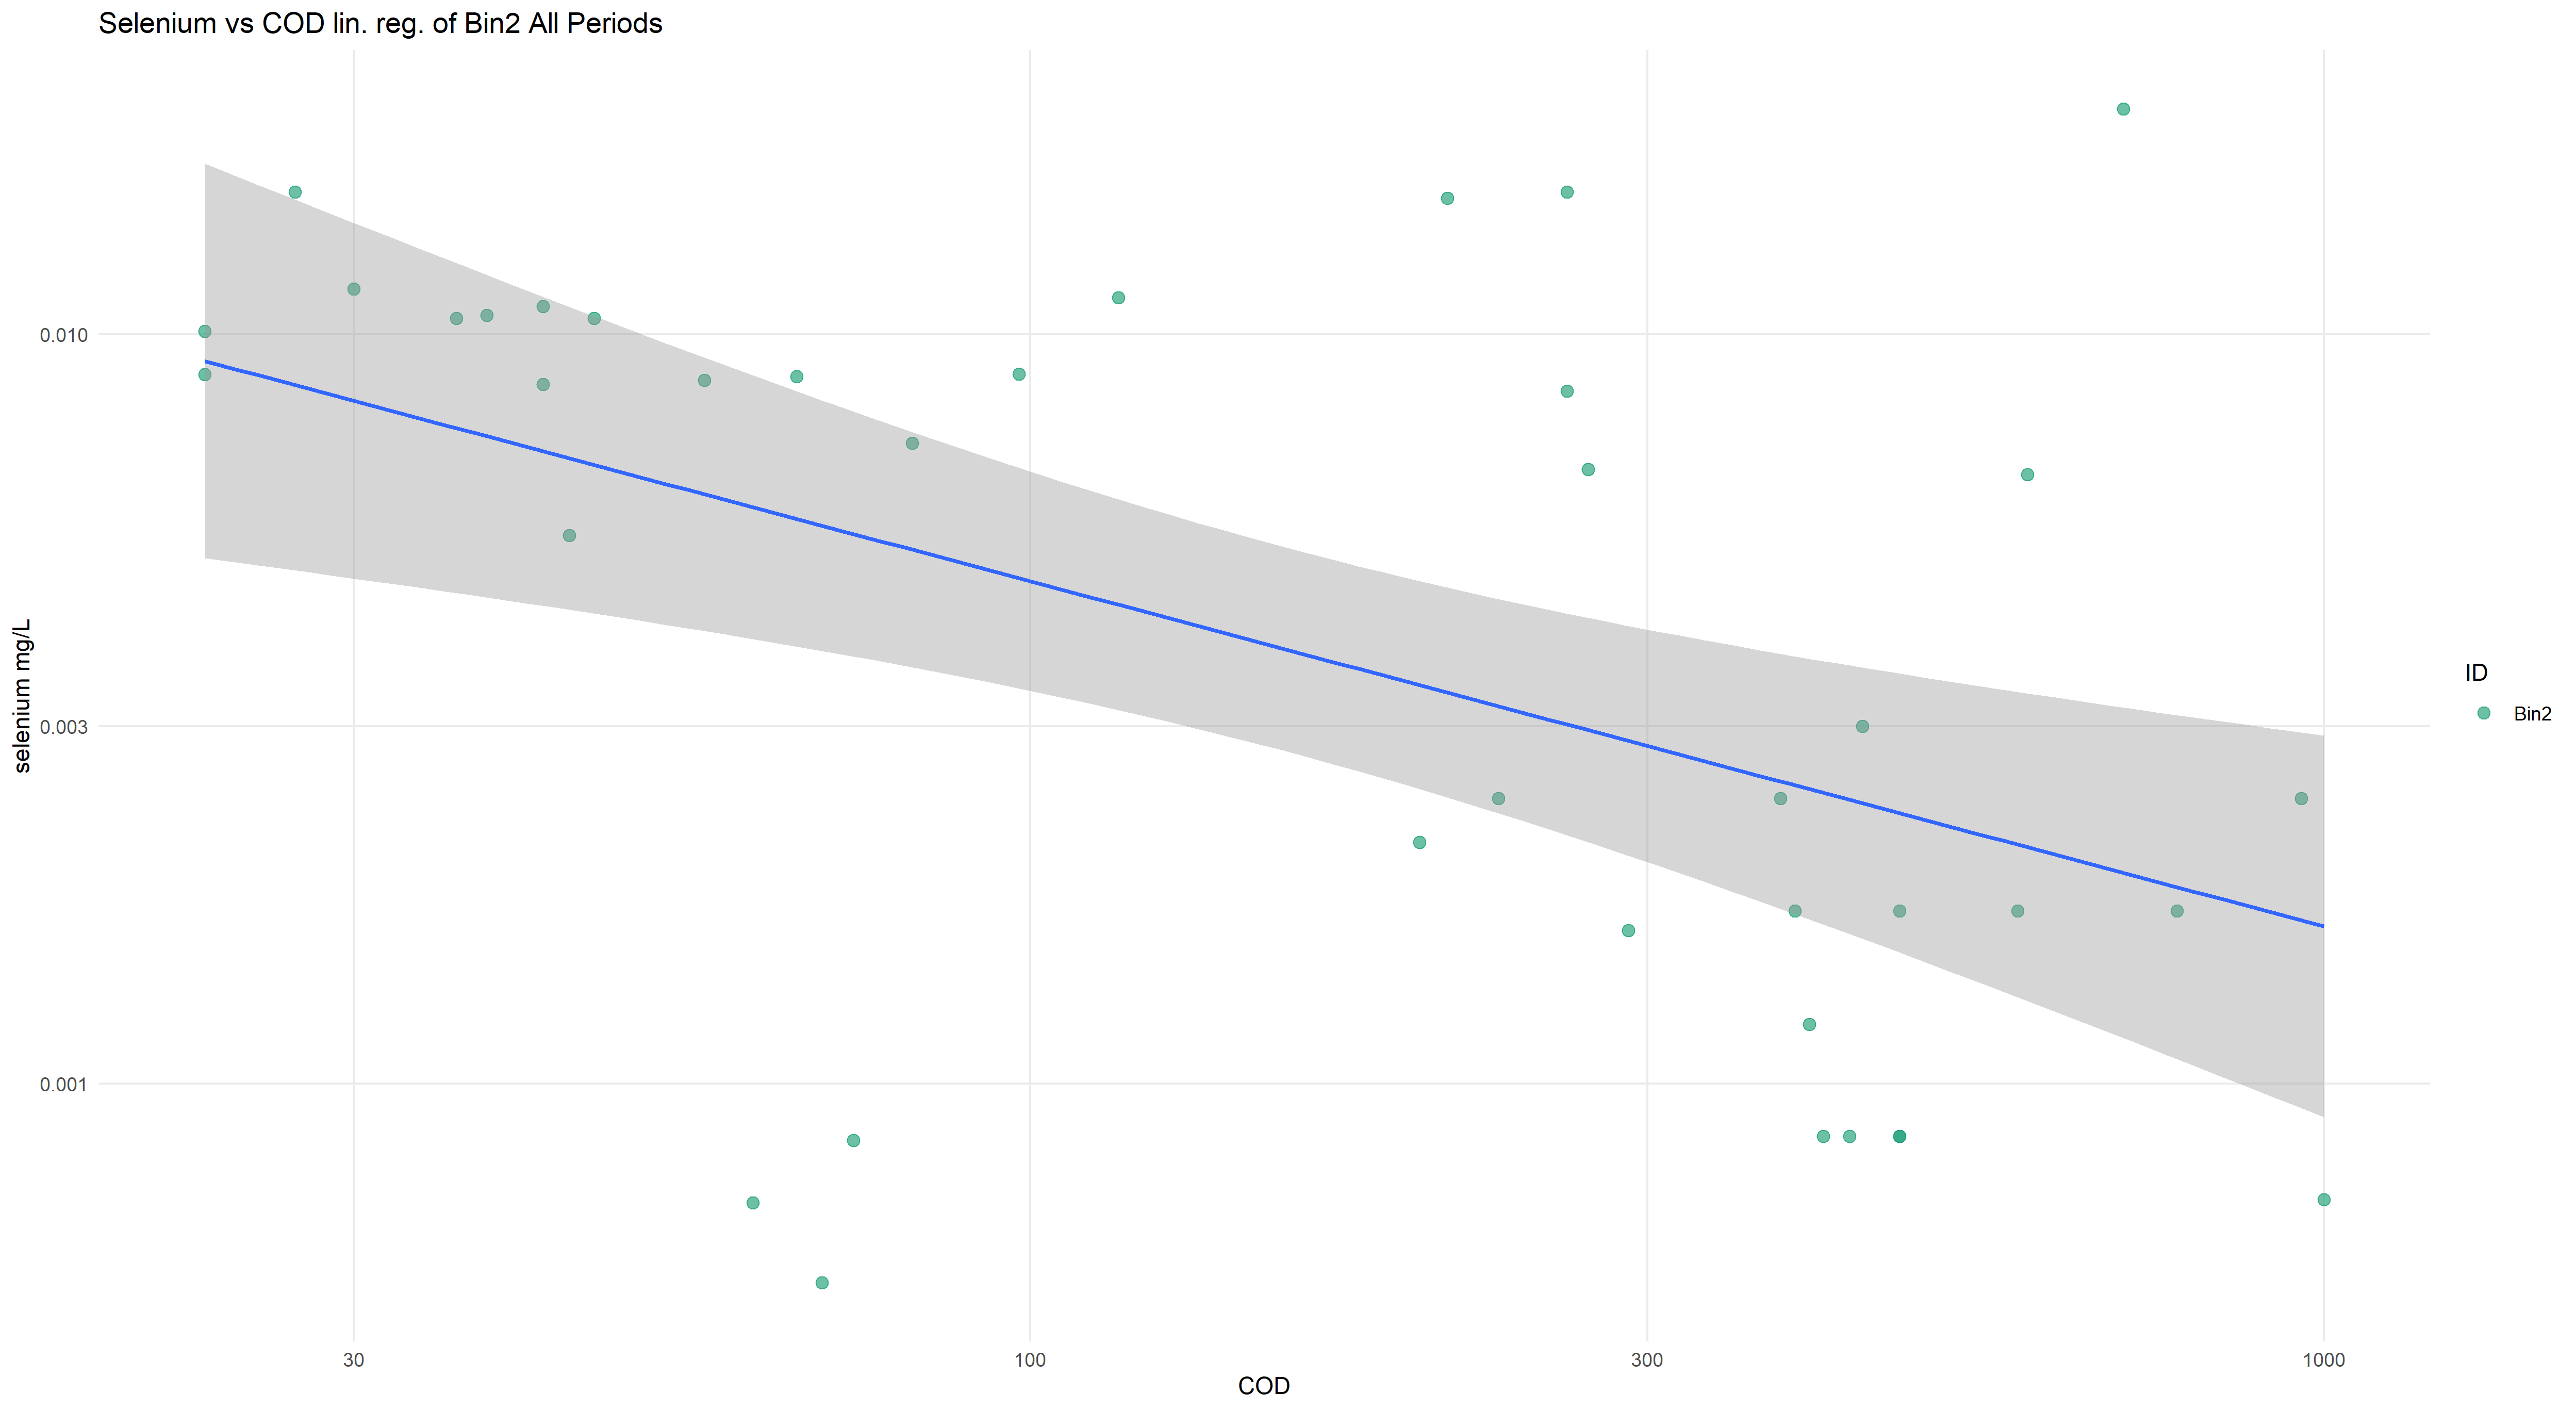 Selenium vs COD lin. reg. of Bin2 All Periods
0.010
0.003
0.001
selenium mg/L
30
100
300
1000
COD
ID
Bin2